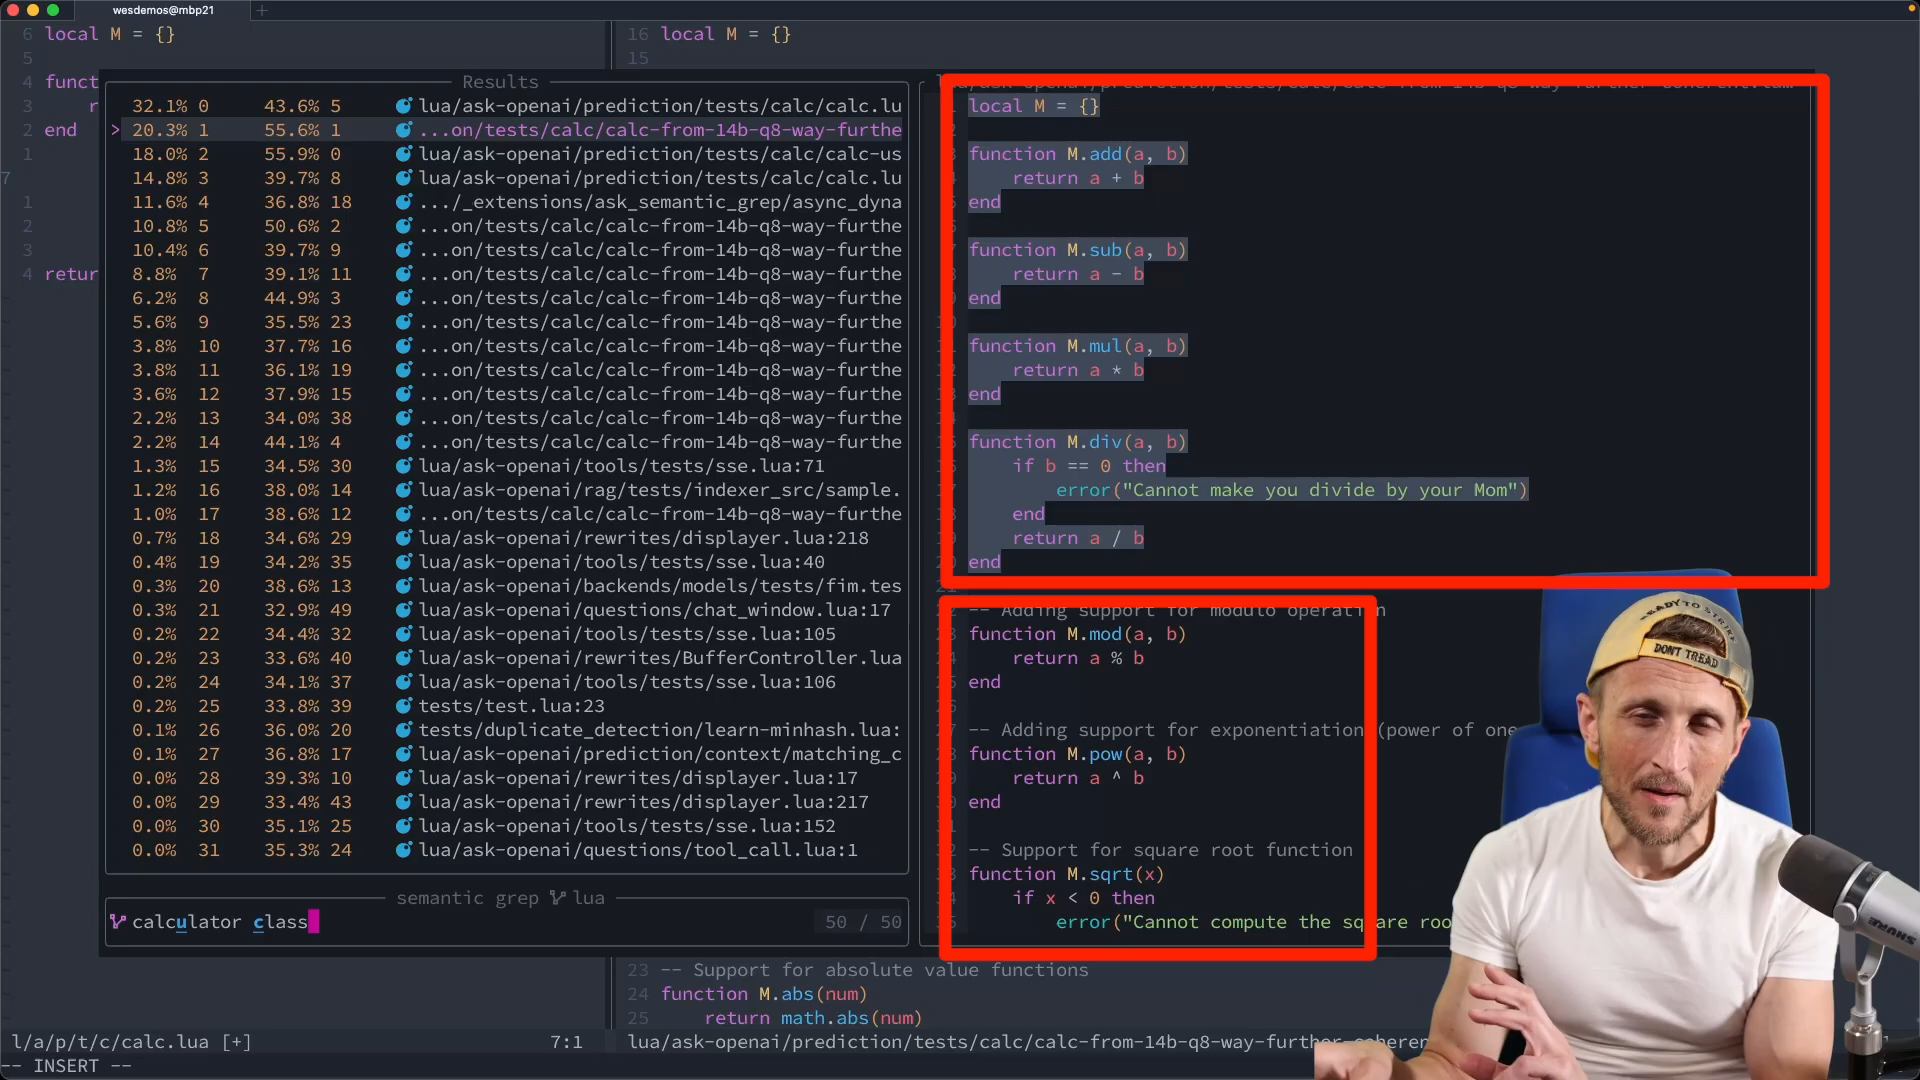 wesdemos@mbp21
6 local M = {}
5
4 funct
3 r
2 end
1
7
1
2
3
4 retur
16 local M = {}
15
Results
32.1% 0 43.6% 5 lua/ask-openai/prediction/tests/calc/calc.lu
> 20.3% 1 55.6% 1 ...on/tests/calc/calc-from-14b-q8-way-furthe
18.0% 2 55.9% 0 lua/ask-openai/prediction/tests/calc/calc-us
14.8% 3 39.7% 8 lua/ask-openai/prediction/tests/calc/calc.lu
11.6% 4 36.8% 18 .../_extensions/ask_semantic_grep/async_dyna
10.8% 5 50.6% 2 ...on/tests/calc/calc-from-14b-q8-way-furthe
10.4% 6 39.7% 9 ...on/tests/calc/calc-from-14b-q8-way-furthe
8.8% 7 39.1% 11 ...on/tests/calc/calc-from-14b-q8-way-furthe
6.2% 8 44.9% 3 ...on/tests/calc/calc-from-14b-q8-way-furthe
5.6% 9 35.5% 23 ...on/tests/calc/calc-from-14b-q8-way-furthe
3.8% 10 37.7% 16 ...on/tests/calc/calc-from-14b-q8-way-furthe
3.8% 11 36.1% 19 ...on/tests/calc/calc-from-14b-q8-way-furthe
3.6% 12 37.9% 15 ...on/tests/calc/calc-from-14b-q8-way-furthe
2.2% 13 34.0% 38 ...on/tests/calc/calc-from-14b-q8-way-furthe
2.2% 14 44.1% 4 ...on/tests/calc/calc-from-14b-q8-way-furthe
1.3% 15 34.5% 30 lua/ask-openai/tools/tests/sse.lua:71
1.2% 16 38.0% 14 lua/ask-openai/rag/tests/indexer_src/sample.
1.0% 17 38.6% 12 ...on/tests/calc/calc-from-14b-q8-way-furthe
0.7% 18 34.6% 29 lua/ask-openai/rewrites/displayer.lua:218
0.4% 19 34.2% 35 lua/ask-openai/tools/tests/sse.lua:40
0.3% 20 38.6% 13 lua/ask-openai/backends/models/tests/fim.tes
0.3% 21 32.9% 49 lua/ask-openai/questions/chat_window.lua:17
0.2% 22 34.4% 32 lua/ask-openai/tools/tests/sse.lua:105
0.2% 23 33.6% 40 lua/ask-openai/rewrites/BufferController.lua
0.2% 24 34.1% 37 lua/ask-openai/tools/tests/sse.lua:106
0.2% 25 33.8% 39 tests/test.lua:23
0.1% 26 36.0% 20 tests/duplicate_detection/learn-minhash.lua:
0.1% 27 36.8% 17 lua/ask-openai/prediction/context/matching_c
0.0% 28 39.3% 10 lua/ask-openai/rewrites/displayer.lua:17
0.0% 29 33.4% 43 lua/ask-openai/rewrites/displayer.lua:217
0.0% 30 35.1% 25 lua/ask-openai/tools/tests/sse.lua:152
0.0% 31 35.3% 24 lua/ask-openai/questions/tool_call.lua:1
semantic grep lua
calculator class 50 / 50
local M = {}
function M.add(a, b)
return a + b
end
function M.sub(a, b)
return a - b
end
function M.mul(a, b)
return a * b
end
function M.div(a, b)
if b == 0 then
error("Cannot make you divide by your Mom")
end
return a / b
end
-- Adding support for modulo operation
function M.mod(a, b)
return a % b
end
-- Adding support for exponentiation (power of one
function M.pow(a, b)
return a ^ b
end
-- Support for square root function
function M.sqrt(x)
if x < 0 then
error("Cannot compute the square roo
23 -- Support for absolute value functions
24 function M.abs(num)
25 return math.abs(num)
l/a/p/t/c/calc.lua [+] 7:1
lua/ask-openai/prediction/tests/calc/calc-from-14b-q8-way-further-coheren
-- INSERT --
READY TO STRIKE
DONT TREAD
SHURE